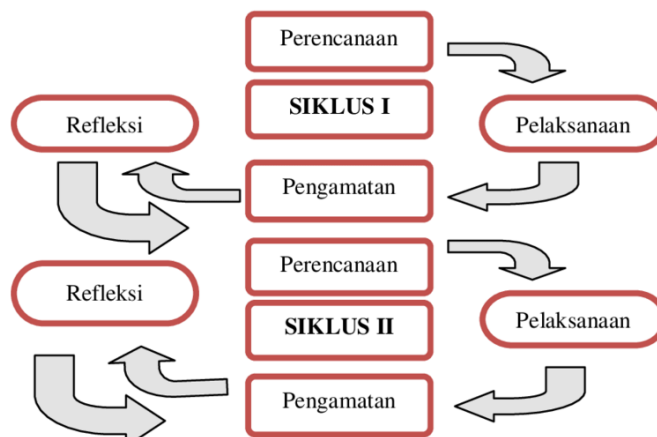 Perencanaan
SIKLUS I
Refleksi
Pelaksanaan
Pengamatan
Perencanaan
Refleksi
SIKLUS II
Pelaksanaan
Pengamatan